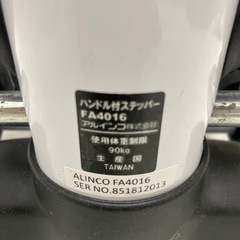 ハンドル付ステッパー
FA4016
アルインコ株式会社
使用体重制限
90kg
生産国
TAIWAN
ALINCO FA4016
SER NO.851812013